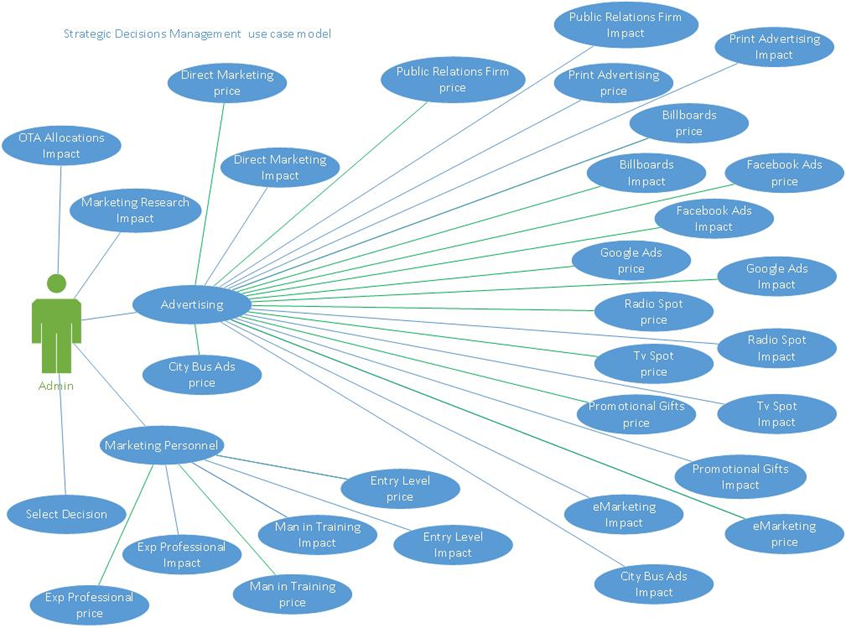 Strategic Decisions Management use case model
Public Relations Firm
Impact
Print Advertising
Impact
Direct Marketing
price
Public Relations Firm
price
Print Advertising
price
Billboards
price
OTA Allocations
Impact
Direct Marketing
Impact
Billboards
Impact
Facebook Ads
price
Marketing Research
Impact
Facebook Ads
Impact
Google Ads
price
Google Ads
Impact
Advertising
Radio Spot
price
Radio Spot
Impact
Tv Spot
price
City Bus Ads
price
Admin
Promotional Gifts
price
Tv Spot
Impact
Marketing Personnel
Promotional Gifts
Impact
Entry Level
price
Select Decision
eMarketing
Impact
eMarketing
price
Man in Training
Impact
Entry Level
Impact
Exp Professional
Impact
City Bus Ads
Impact
Man in Training
price
Exp Professional
price